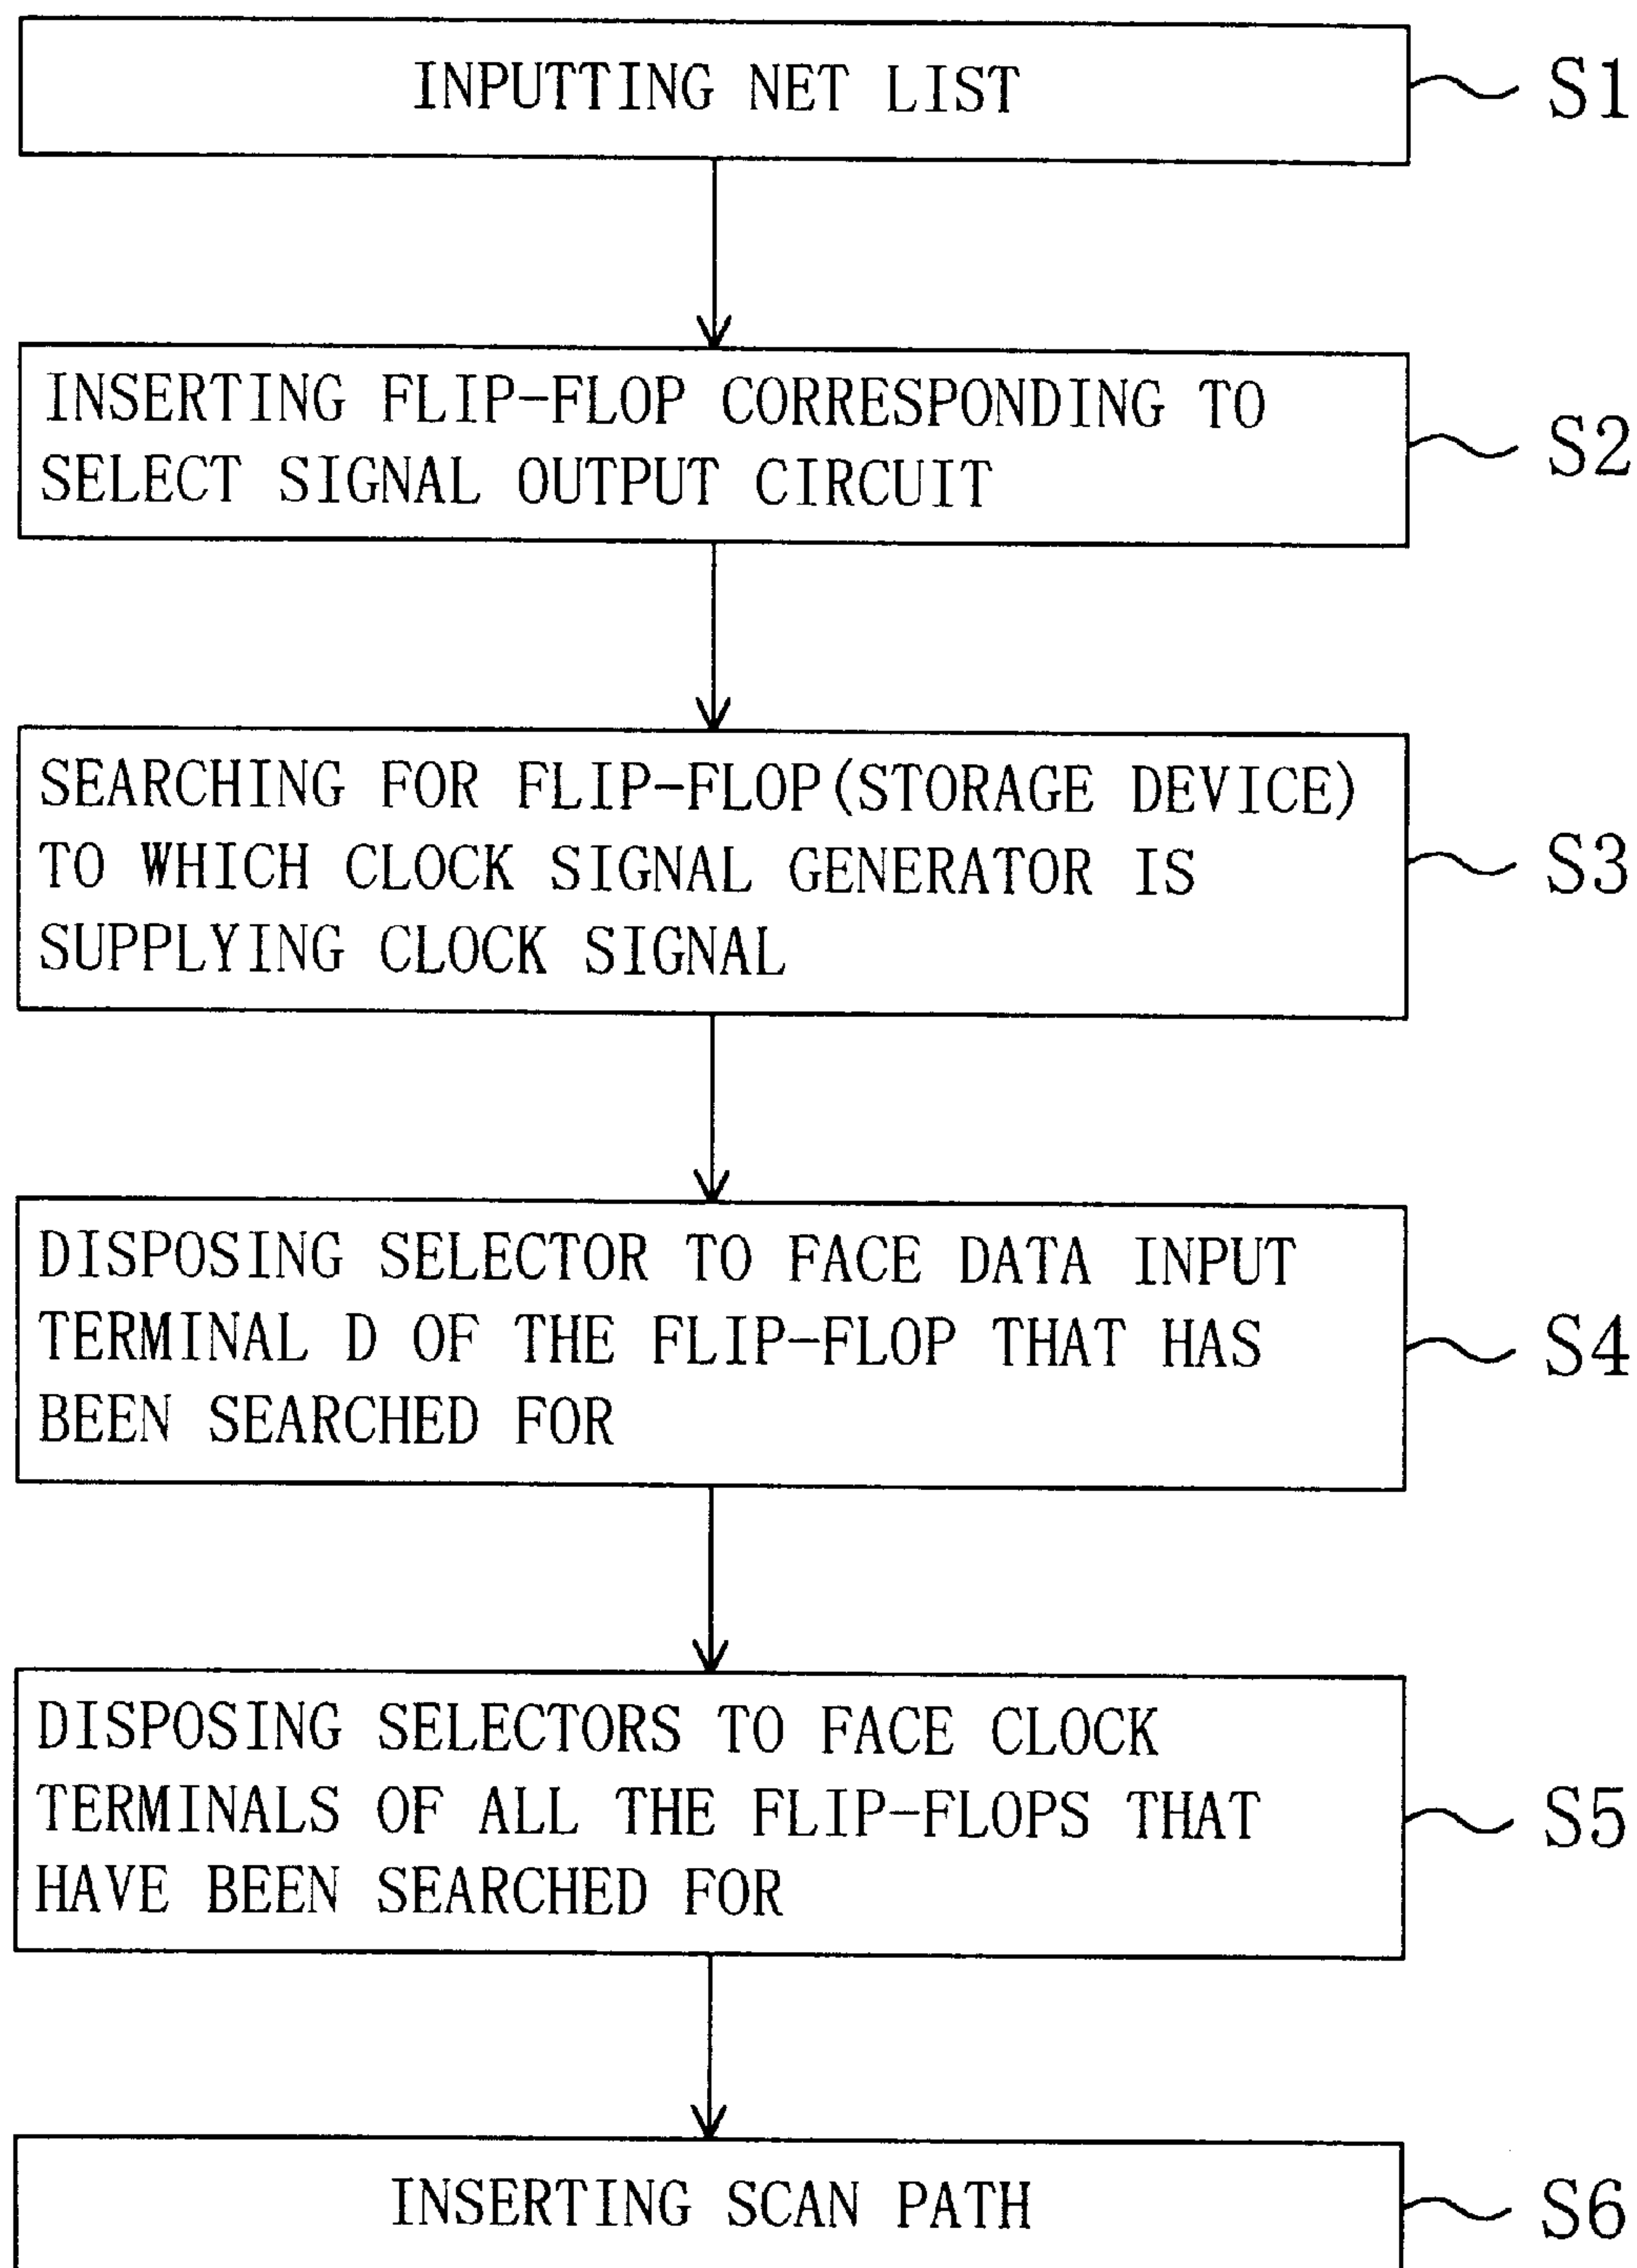 INPUTTING NET LIST
S1
INSERTING FLIP-FLOP CORRESPONDING TO
SELECT SIGNAL OUTPUT CIRCUIT
S2
SEARCHING FOR FLIP-FLOP(STORAGE DEVICE)
TO WHICH CLOCK SIGNAL GENERATOR IS
SUPPLYING CLOCK SIGNAL
S3
DISPOSING SELECTOR TO FACE DATA INPUT
TERMINAL D OF THE FLIP-FLOP THAT HAS
BEEN SEARCHED FOR
S4
DISPOSING SELECTORS TO FACE CLOCK
TERMINALS OF ALL THE FLIP-FLOPS THAT
HAVE BEEN SEARCHED FOR
S5
INSERTING SCAN PATH
S6